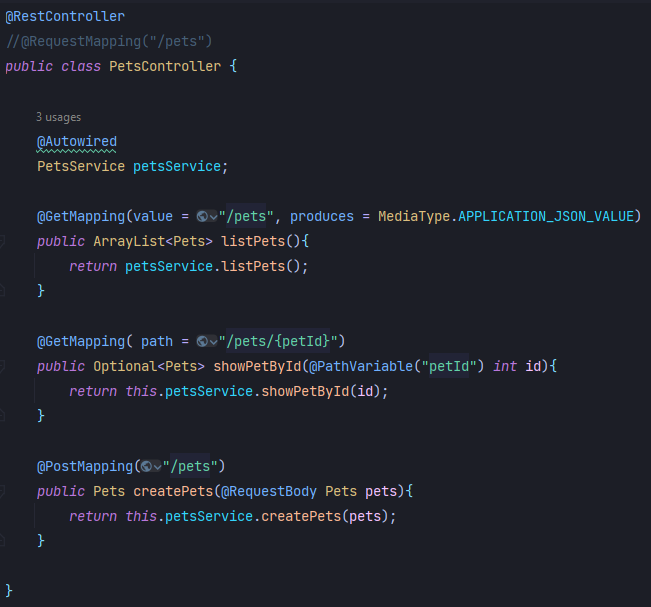 @RestController
//@RequestMapping("/pets")
public class PetsController {
3 usages
@Autowired
PetsService petsService;
@GetMapping(value = "/pets", produces = MediaType.APPLICATION_JSON_VALUE)
public ArrayList<Pets> listPets(){
return petsService.listPets();
}
@GetMapping( path = "/pets/{petId}")
public Optional<Pets> showPetById(@PathVariable("petId") int id){
return this.petsService.showPetById(id);
}
@PostMapping("/pets")
public Pets createPets(@RequestBody Pets pets){
return this.petsService.createPets(pets);
}
}